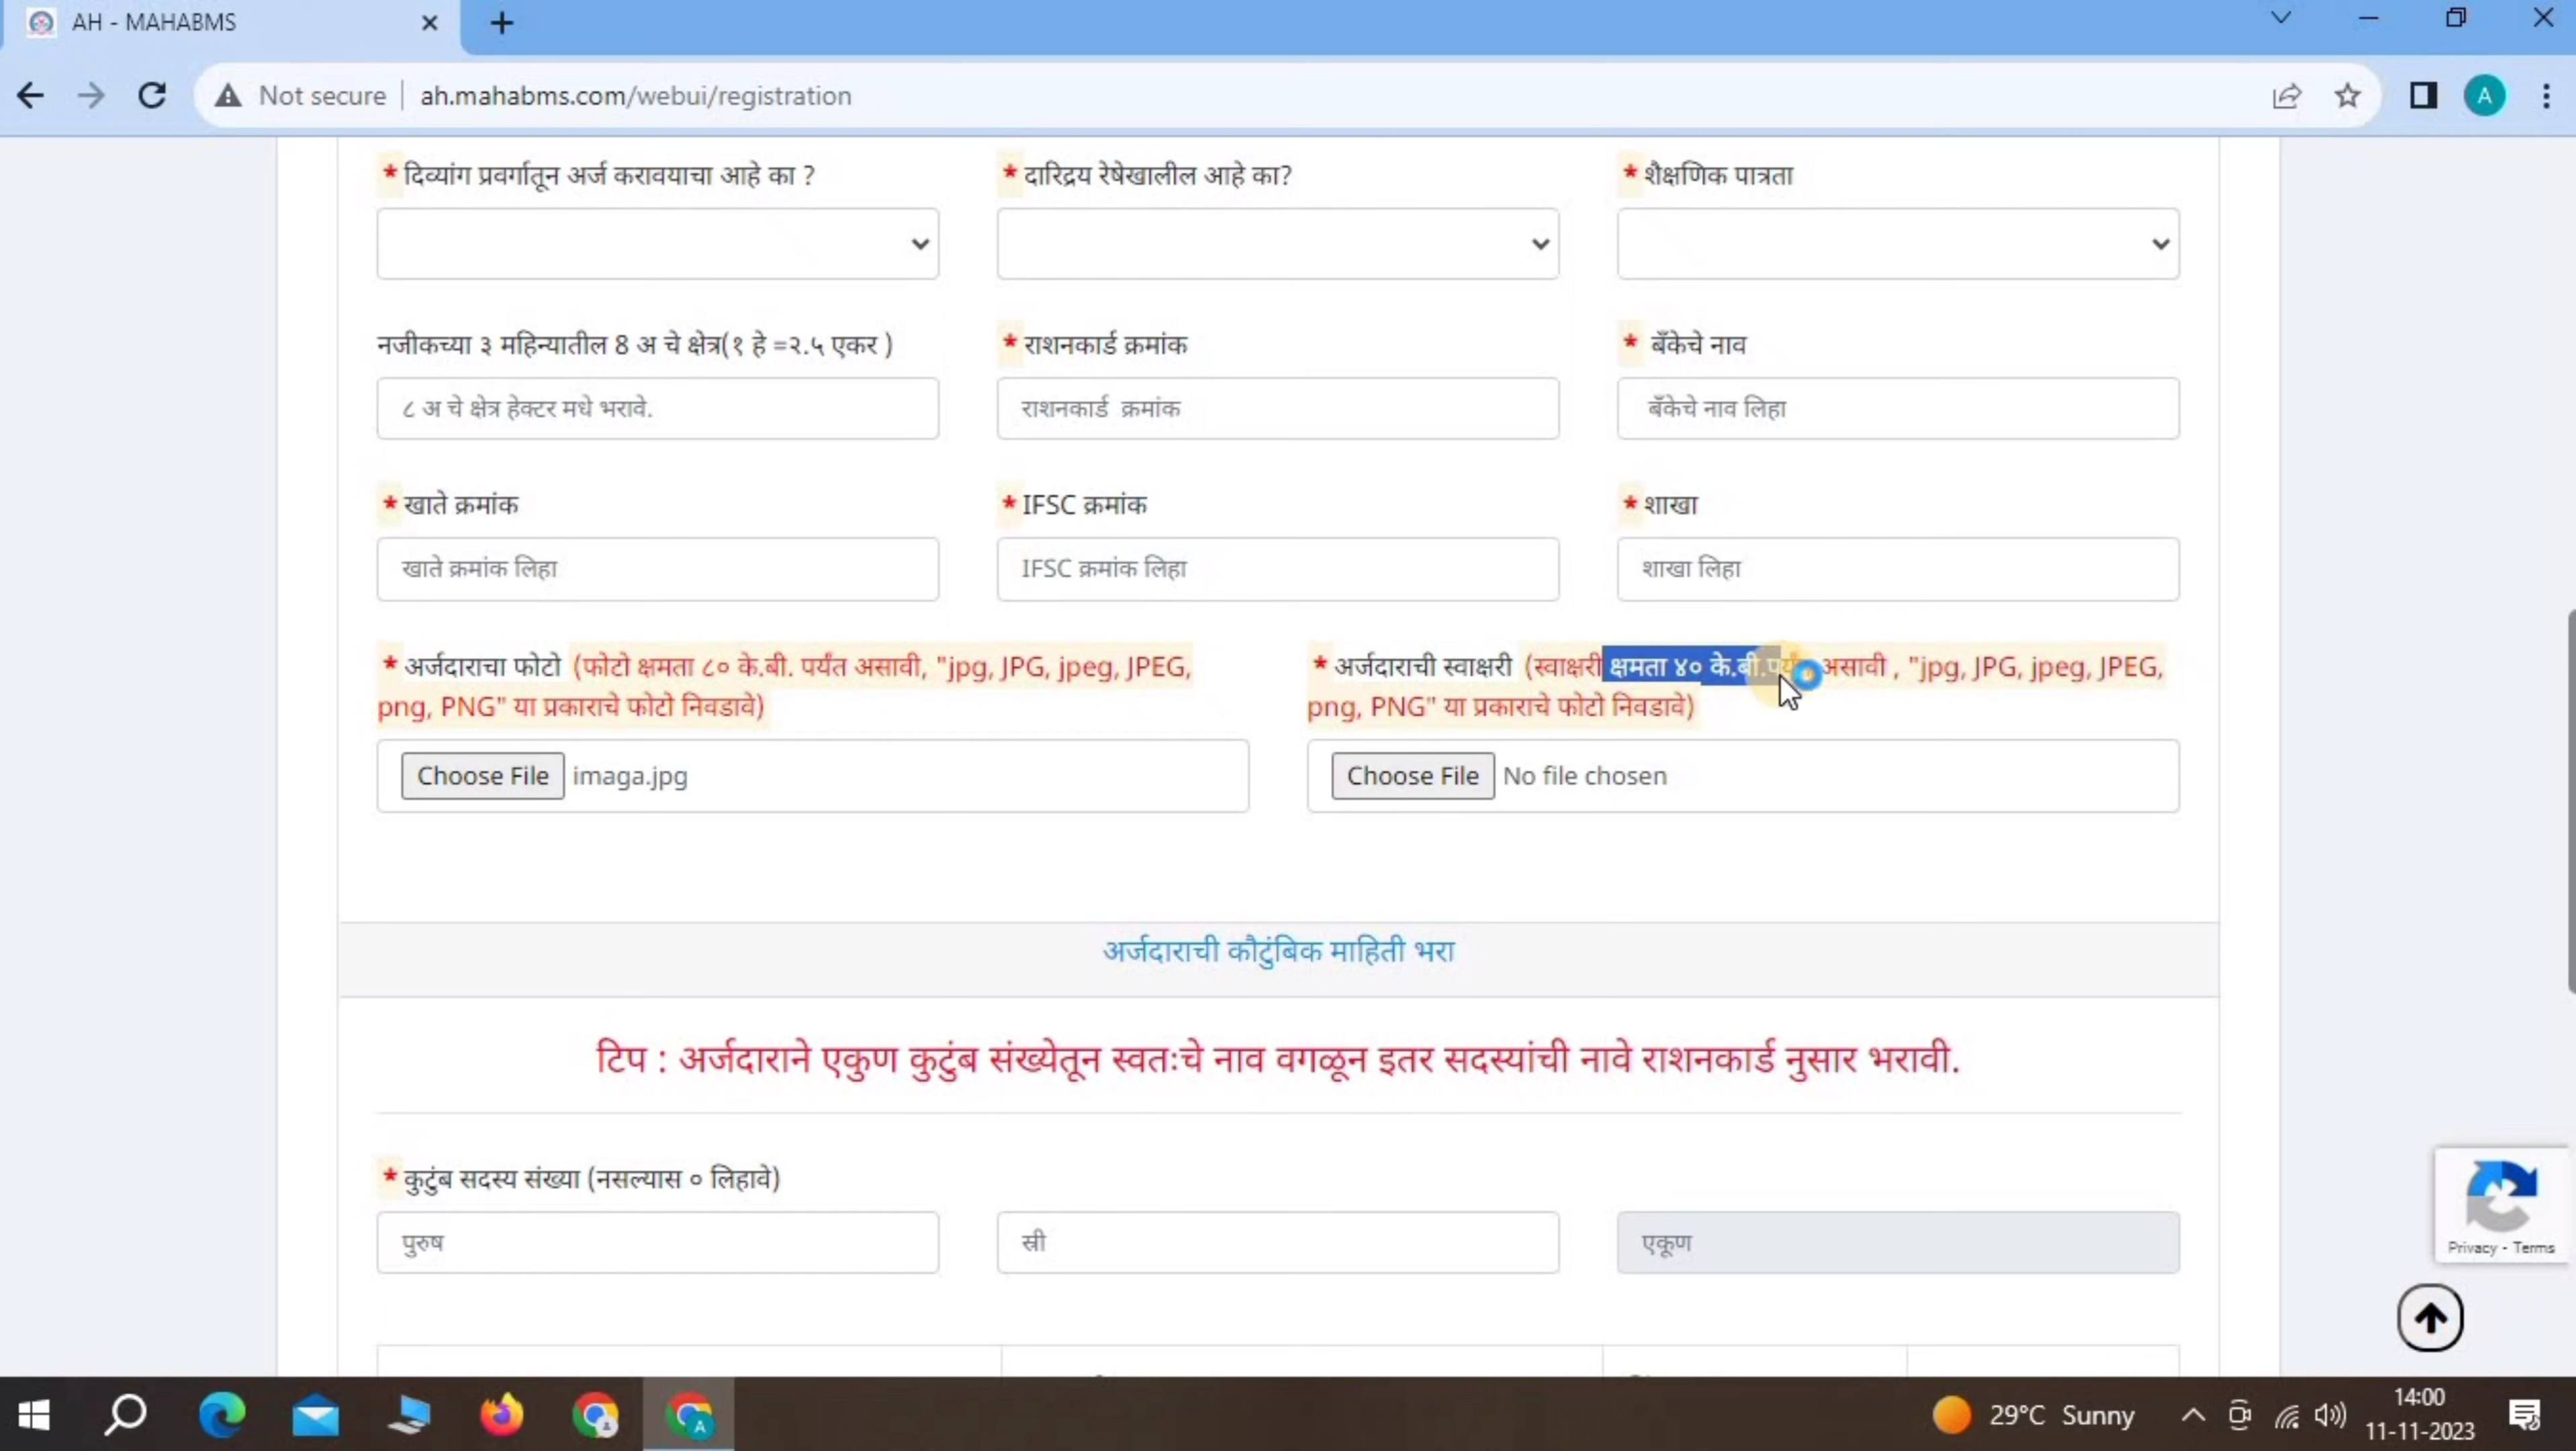 AH - MAHABMS
Not secure
ah.mahabms.com/webui/registration
A
* दिव्यांग प्रवर्गातून अर्ज करावयाचा आहे का ?
* दारिद्रय रेषेखालील आहे का?
* शैक्षणिक पात्रता
नजीकच्या ३ महिन्यातील 8 अ चे क्षेत्र(१ हे =२.५ एकर )
* राशनकार्ड क्रमांक
* बँकेचे नाव
८ अ चे क्षेत्र हेक्टर मधे भरावे.
राशनकार्ड क्रमांक
बँकेचे नाव लिहा
* खाते क्रमांक
* IFSC क्रमांक
* शाखा
खाते क्रमांक लिहा
IFSC क्रमांक लिहा
शाखा लिहा
* अर्जदाराचा फोटो (फोटो क्षमता ८० के.बी. पर्यंत असावी, "jpg, JPG, jpeg, JPEG,
png, PNG" या प्रकाराचे फोटो निवडावे)
* अर्जदाराची स्वाक्षरी (स्वाक्षरी क्षमता ४० के.बी.पर्यंत असावी , "jpg, JPG, jpeg, JPEG,
png, PNG" या प्रकाराचे फोटो निवडावे)
Choose File imaga.jpg
Choose File No file chosen
अर्जदाराची कौटुंबिक माहिती भरा
टिप : अर्जदाराने एकुण कुटुंब संख्येतून स्वतःचे नाव वगळून इतर सदस्यांची नावे राशनकार्ड नुसार भरावी.
* कुटुंब सदस्य संख्या (नसल्यास ० लिहावे)
पुरुष
स्री
एकूण
Privacy - Terms
A
29°C Sunny
14:00
11-11-2023